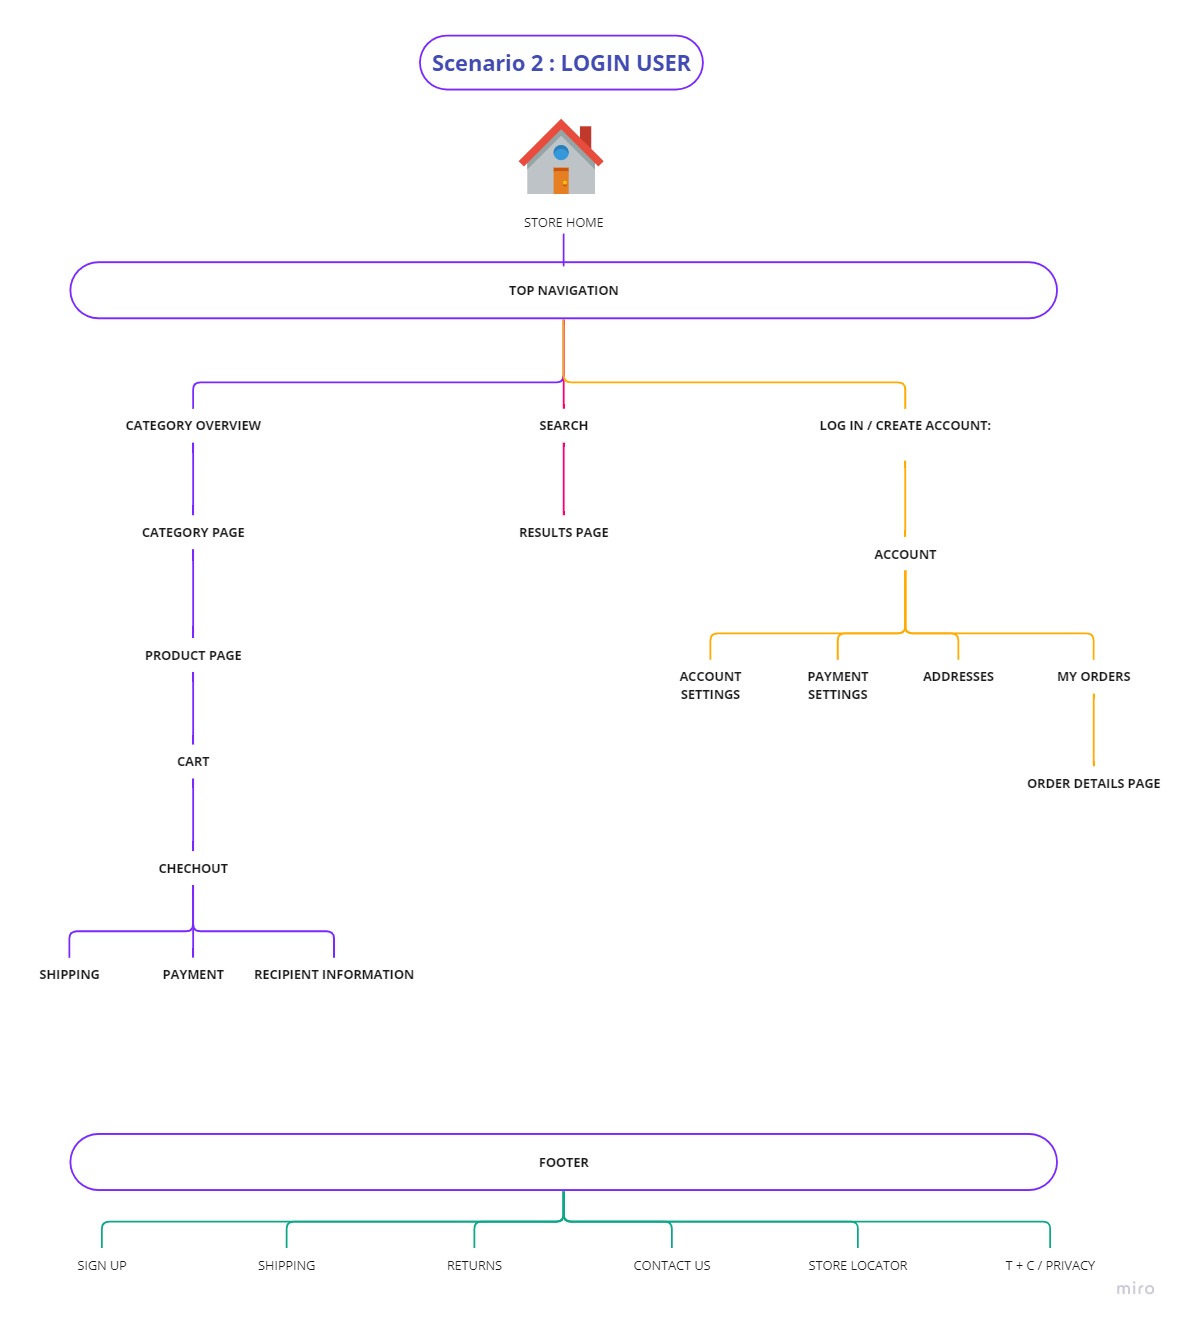 Scenario 2 : LOGIN USER
STORE HOME
TOP NAVIGATION
CATEGORY OVERVIEW
SEARCH
LOG IN / CREATE ACCOUNT:
CATEGORY PAGE
RESULTS PAGE
ACCOUNT
PRODUCT PAGE
ACCOUNT
SETTINGS
PAYMENT
SETTINGS
ADDRESSES
MY ORDERS
CART
ORDER DETAILS PAGE
CHECHOUT
SHIPPING
PAYMENT
RECIPIENT INFORMATION
FOOTER
SIGN UP
SHIPPING
RETURNS
CONTACT US
STORE LOCATOR
T + C / PRIVACY
miro